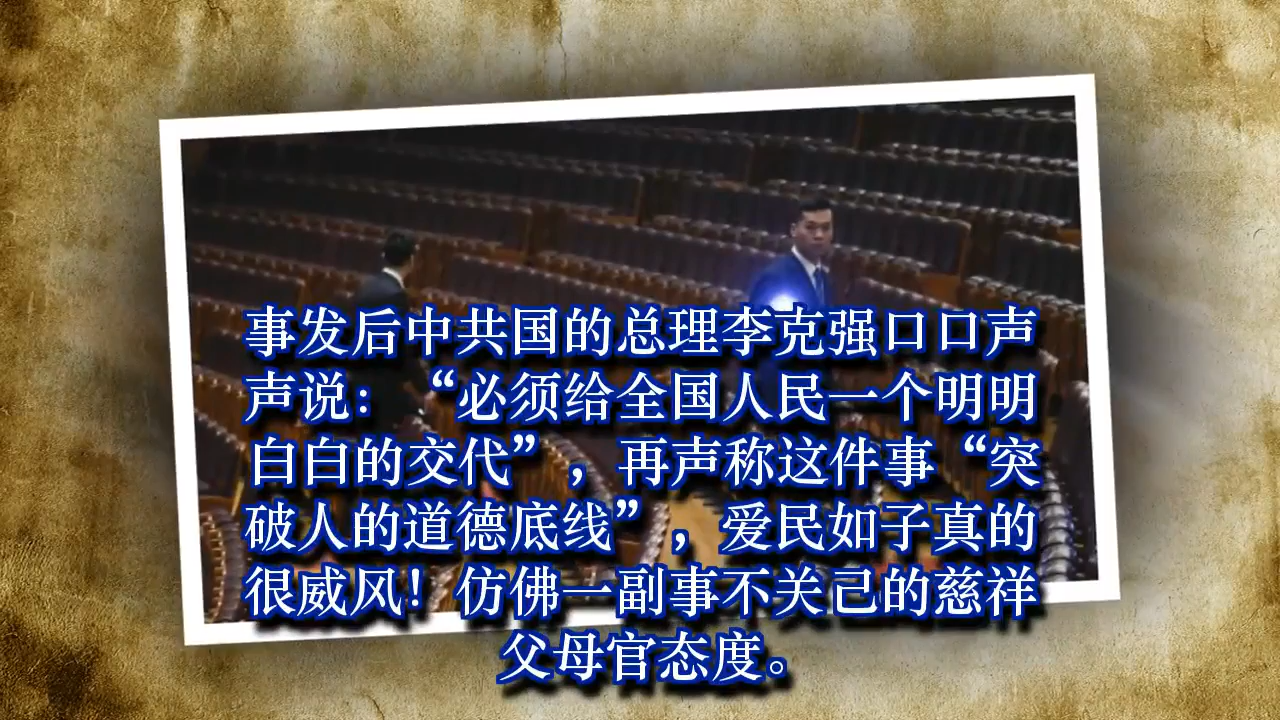 事发后中共国的总理李克强口口声
声说：“必须给全国人民一个明明
白白的交代”，再声称这件事“突
破人的道德底线”，爱民如子真的
很威风！仿佛一副事不关己的慈祥
父母官态度。